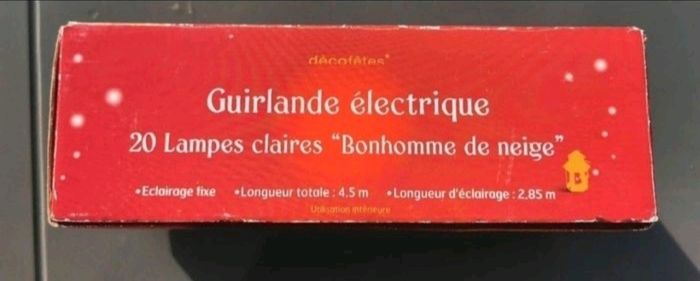 décofêtes
Guirlande électrique
20 Lampes claires "Bonhomme de neige"
•Eclairage fixe •Longueur totale : 4.5 m •Longueur d'éclairage : 2.85 m
Utilisation intérieure